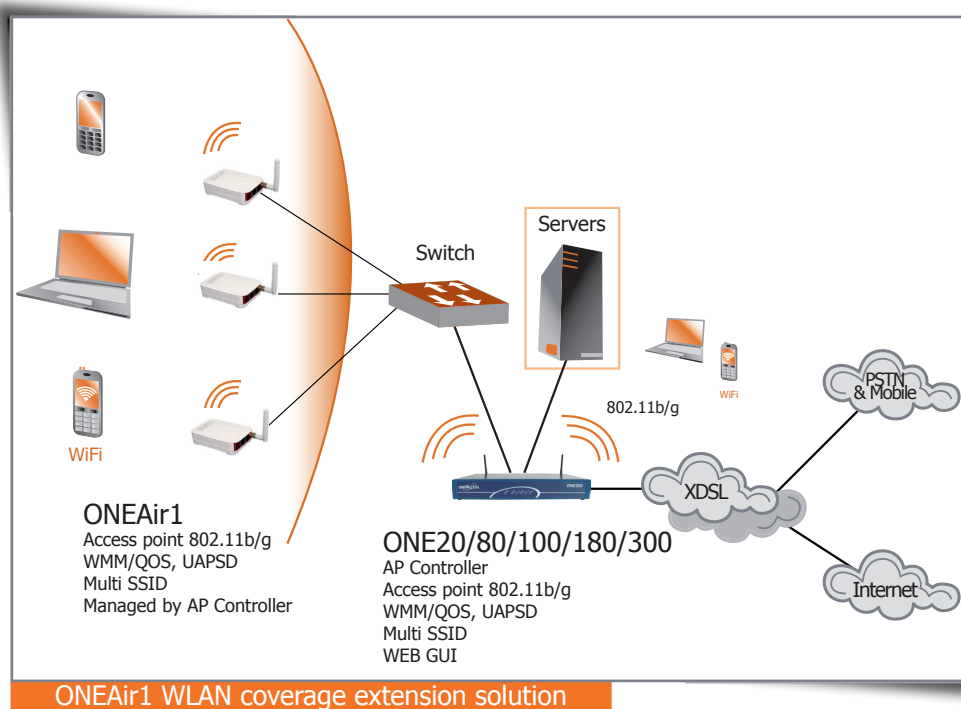 Servers
Switch
PSTN
& Mobile
WiFi
802.11b/g
WiFi
XDSL
ONE300
ONEAir1
Access point 802.11b/g
WMM/QOS, UAPSD
Multi SSID
Managed by AP Controller
ONE20/80/100/180/300
AP Controller
Access point 802.11b/g
WMM/QOS, UAPSD
Multi SSID
WEB GUI
Internet
ONEAir1 WLAN coverage extension solution